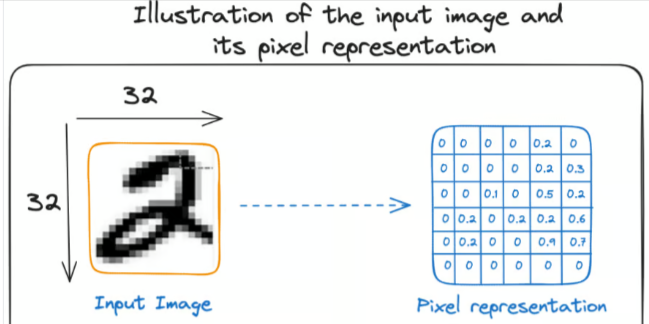 Illustration of the input image and
its pixel representation
32
32
0 0 0 0 0.2 0
0 0 0 0 0.2 0.3
0 0 0.1 0 0.5 0.2
0 0.2 0 0.2 0.2 0.6
0 0.2 0 0 0.9 0.7
0 0 0 0 0 0
Input Image
Pixel representation